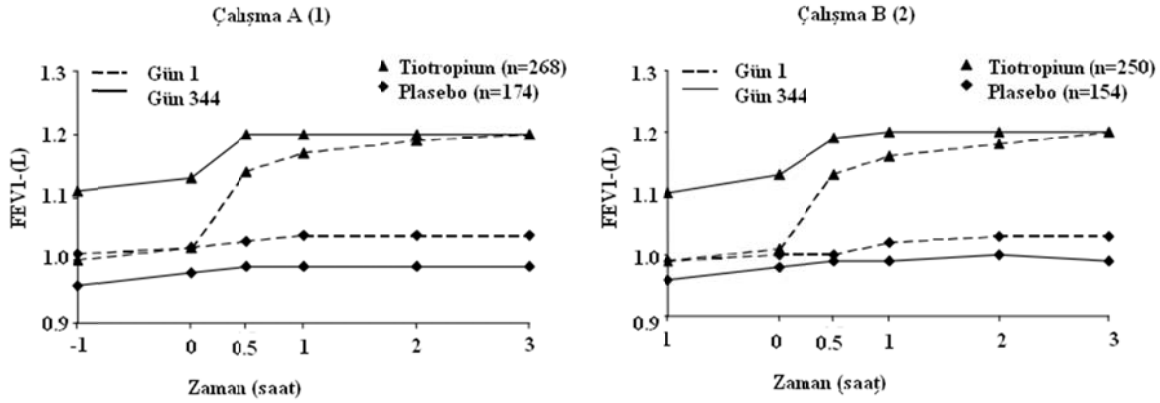 Çalışma A (1)
Gün 1
Gün 344
Tiotropium (n=268)
Plasebo (n=174)
FEV1-(L)
1.3
1.2
1.1
1.0
0.9
-1
0
0.5
1
2
3
Zaman (saat)
Çalışma B (2)
Gün 1
Gün 344
Tiotropium (n=250)
Plasebo (n=154)
FEV1-(L)
1.3
1.2
1.1
1.0
0.9
1
0
0.5
1
2
3
Zaman (saat)